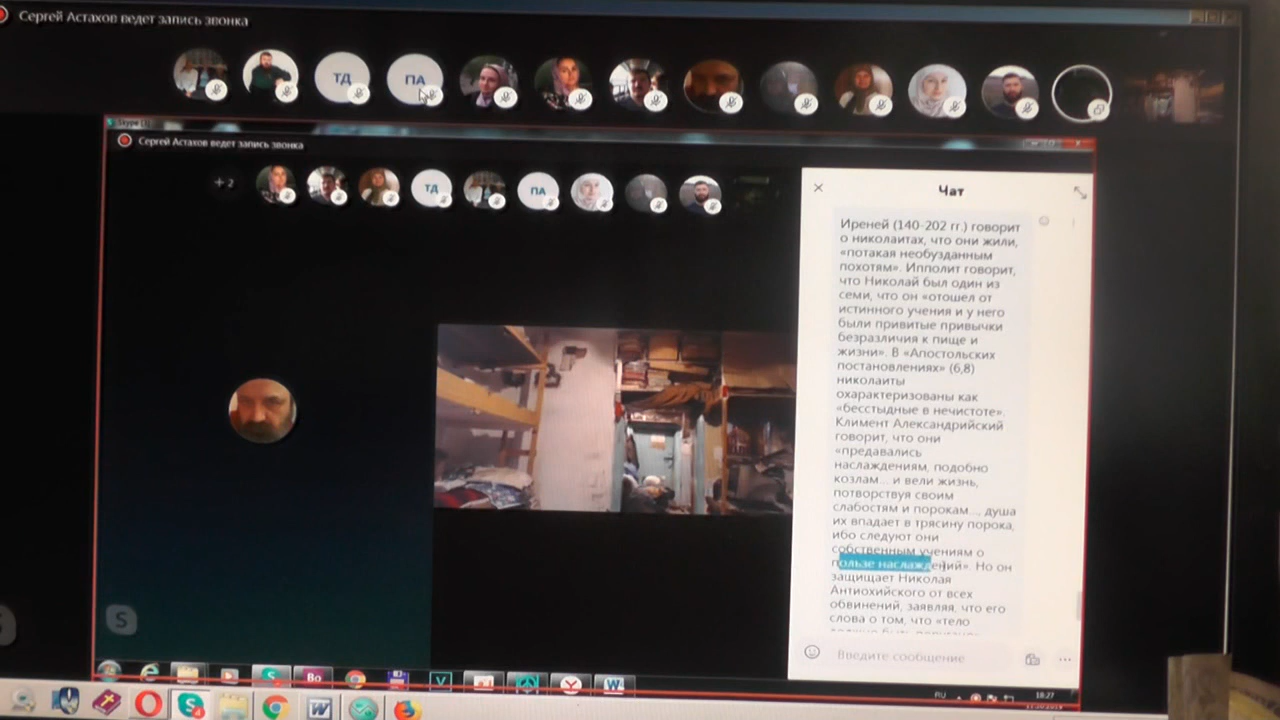 Сергей Астахов ведет запись звонка
ТД
ПА
Skype
Сергей Астахов ведет запись звонка
+2
ТД
ПА
Чат
Иреней (140-202 гг.) говорит
о николаитах, что они жили,
«потакая необузданным
похотям». Ипполит говорит,
что Николай был один из
семи, что он «отошел от
истинного учения и у него
были привитые привычки
безразличия к пище и
жизни». В «Апостольских
постановлениях» (6,8)
николаиты
охарактеризованы как
«бесстыдные в нечистоте».
Климент Александрийский
говорит, что они
«предавались
наслаждениям, подобно
козлам... и вели жизнь,
потворствуя своим
слабостям и порокам..., душа
их впадает в трясину порока,
ибо следуют они
собственным учениям о
пользе наслаждений». Но он
защищает Николая
Антиохийского от всех
обвинений, заявляя, что его
слова о том, что «тело
Введите сообщение
S
Bo
RU
18:27